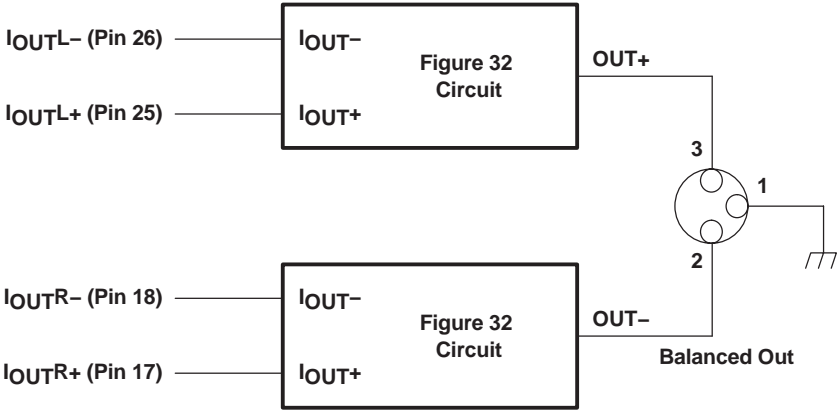 IOUTL− (Pin 26)
IOUT−
Figure 32
Circuit
OUT+
IOUTL+ (Pin 25)
IOUT+
3
1
2
IOUTR− (Pin 18)
IOUT−
Figure 32
Circuit
OUT−
IOUTR+ (Pin 17)
IOUT+
Balanced Out